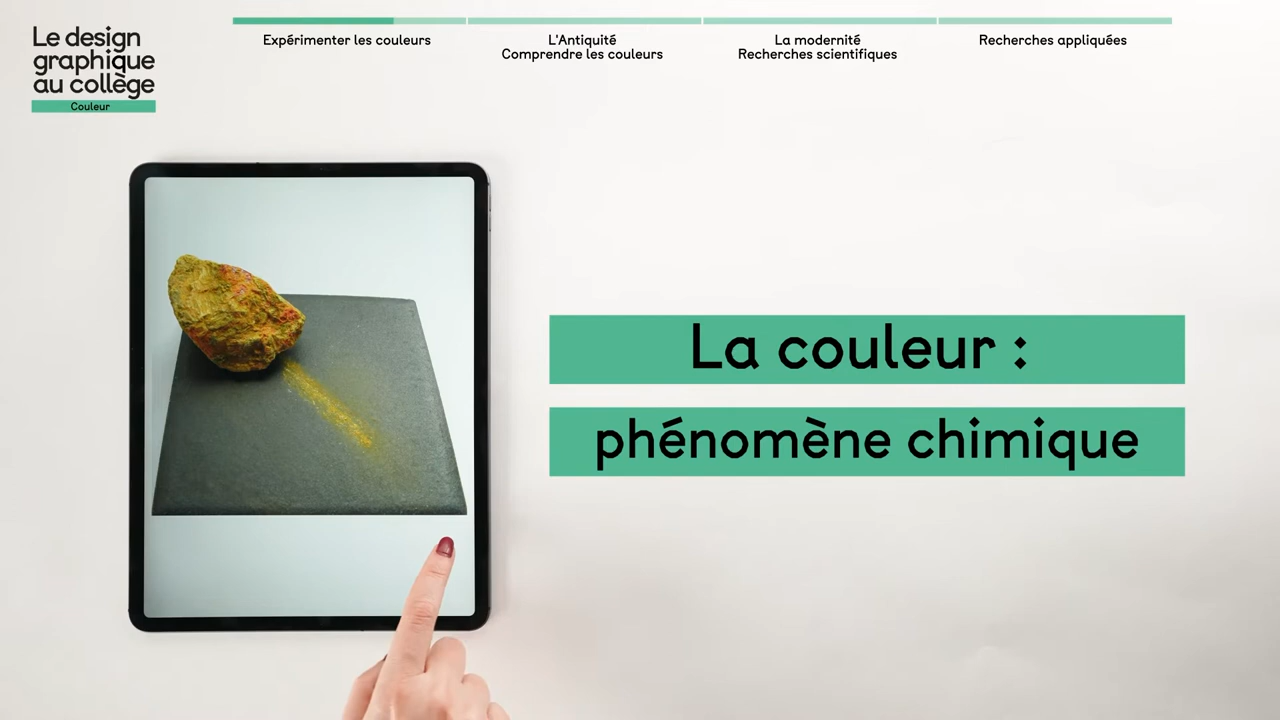 Le design
graphique
au collège
Couleur
Expérimenter les couleurs
L'Antiquité
Comprendre les couleurs
La modernité
Recherches scientifiques
Recherches appliquées
La couleur :
phénomène chimique